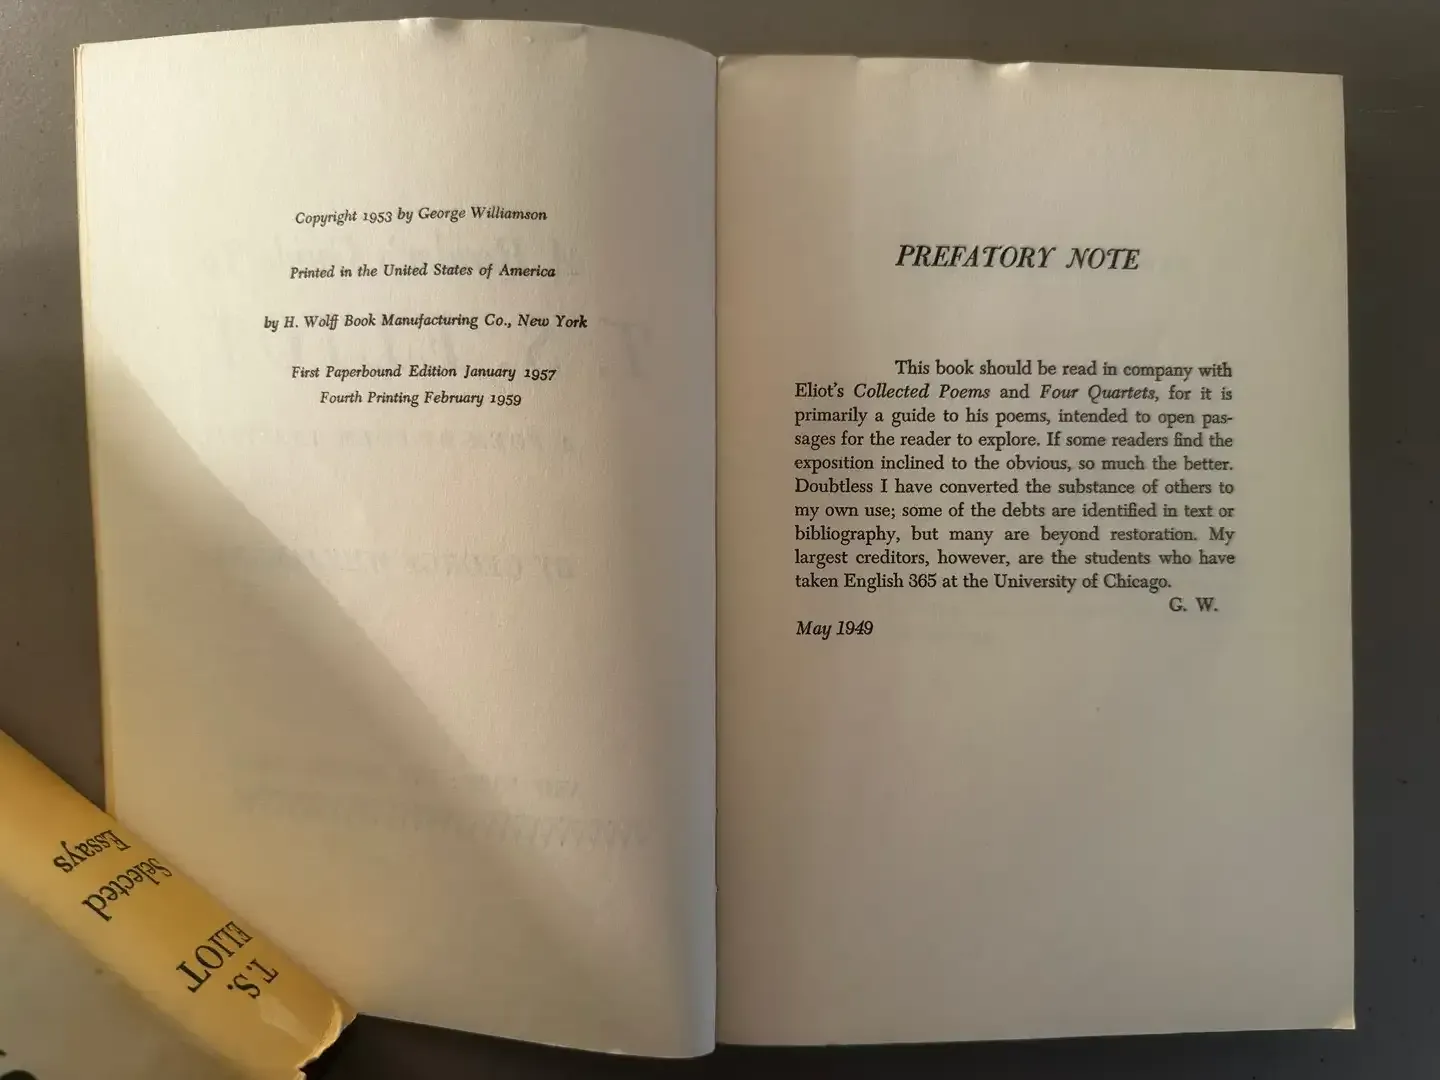 Copyright 1953 by George Williamson
Printed in the United States of America
by H. Wolff Book Manufacturing Co., New York
First Paperbound Edition January 1957
Fourth Printing February 1959
PREFATORY NOTE
This book should be read in company with
Eliot's Collected Poems and Four Quartets, for it is
primarily a guide to his poems, intended to open pas-
sages for the reader to explore. If some readers find the
exposition inclined to the obvious, so much the better.
Doubtless I have converted the substance of others to
my own use; some of the debts are identified in text or
bibliography, but many are beyond restoration. My
largest creditors, however, are the students who have
taken English 365 at the University of Chicago.
G. W.
May 1949
T.S.
ELIOT
Selected
Essays